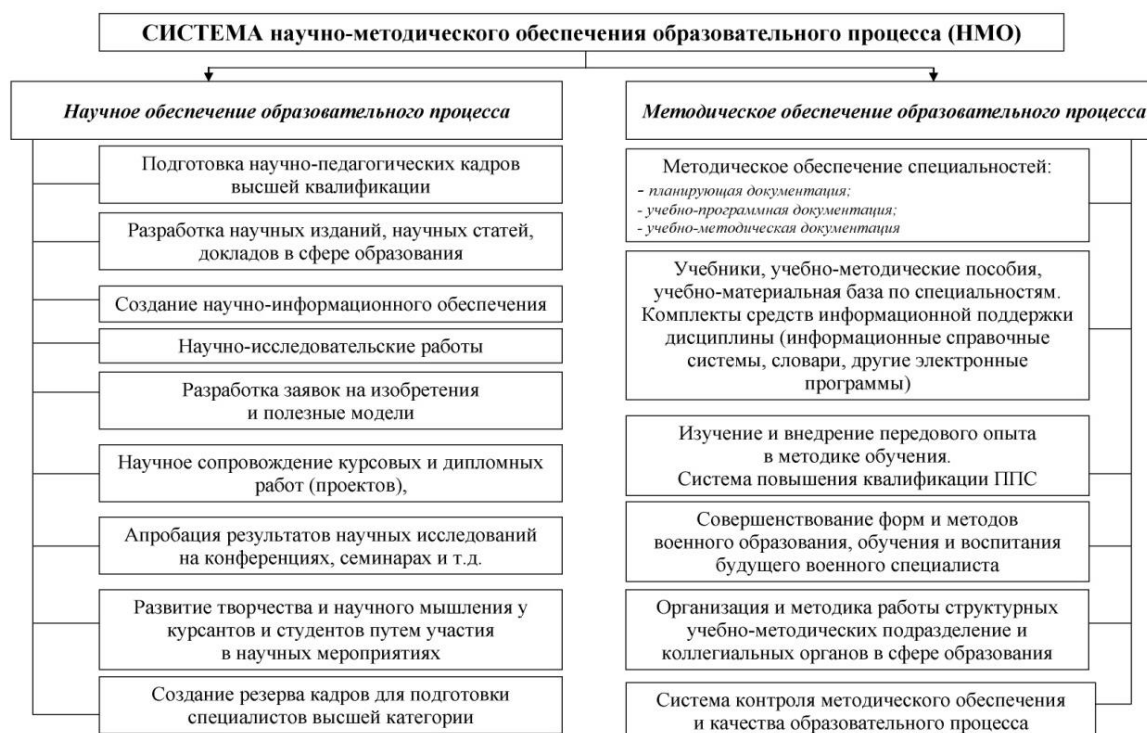 СИСТЕМА научно-методического обеспечения образовательного процесса (НМО)
Научное обеспечение образовательного процесса
Подготовка научно-педагогических кадров
высшей квалификации
Разработка научных изданий, научных статей,
докладов в сфере образования
Создание научно-информационного обеспечения
Научно-исследовательские работы
Разработка заявок на изобретения
и полезные модели
Научное сопровождение курсовых и дипломных
работ (проектов),
Апробация результатов научных исследований
на конференциях, семинарах и т.д.
Развитие творчества и научного мышления у
курсантов и студентов путем участия
в научных мероприятиях
Создание резерва кадров для подготовки
специалистов высшей категории
Методическое обеспечение образовательного процесса
Методическое обеспечение специальностей:
- планирующая документация;
- учебно-программная документация;
- учебно-методическая документация
Учебники, учебно-методические пособия,
учебно-материальная база по специальностям.
Комплекты средств информационной поддержки
дисциплины (информационные справочные
системы, словари, другие электронные
программы)
Изучение и внедрение передового опыта
в методике обучения.
Система повышения квалификации ППС
Совершенствование форм и методов
военного образования, обучения и воспитания
будущего военного специалиста
Организация и методика работы структурных
учебно-методических подразделение и
коллегиальных органов в сфере образования
Система контроля методического обеспечения
и качества образовательного процесса